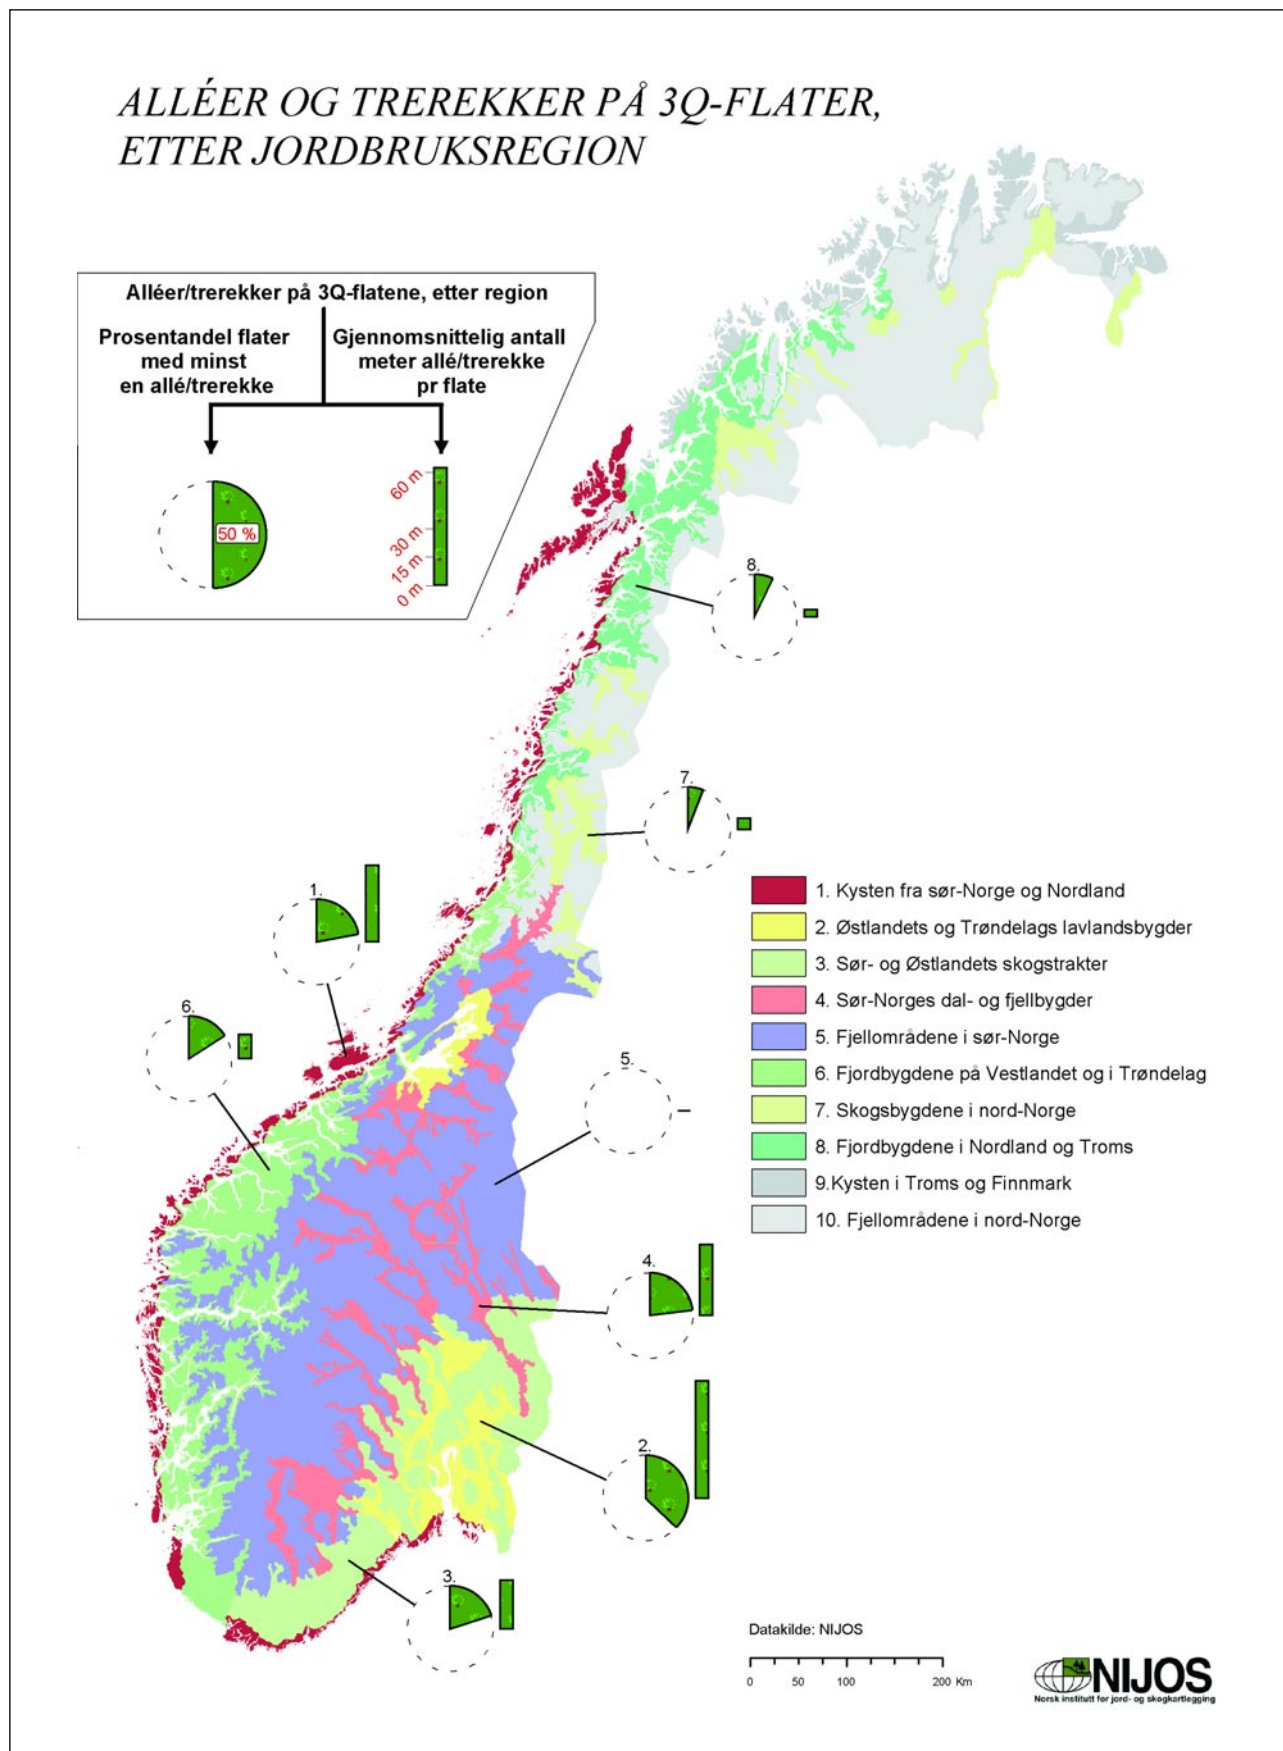 ALLÉER OG TREREKKER PÅ 3Q-FLATER,
ETTER JORDBRUKSREGION
Alléer/trerekker på 3Q-flatene, etter region
Prosentandel flater
med minst
en allé/trerekke
Gjennomsnittelig antall
meter allé/trerekke
pr flate
50 %
60 m
30 m
15 m
0 m
8.
7.
1.
6.
5.
4.
2.
3.
1. Kysten fra sør-Norge og Nordland
2. Østlandets og Trøndelags lavlandsbygder
3. Sør- og Østlandets skogstrakter
4. Sør-Norges dal- og fjellbygder
5. Fjellområdene i sør-Norge
6. Fjordbygdene på Vestlandet og i Trøndelag
7. Skogsbygdene i nord-Norge
8. Fjordbygdene i Nordland og Troms
9.Kysten i Troms og Finnmark
10. Fjellområdene i nord-Norge
Datakilde: NIJOS
0 50 100 200 Km
NIJOS
Norsk institutt for jord- og skogkartlegging